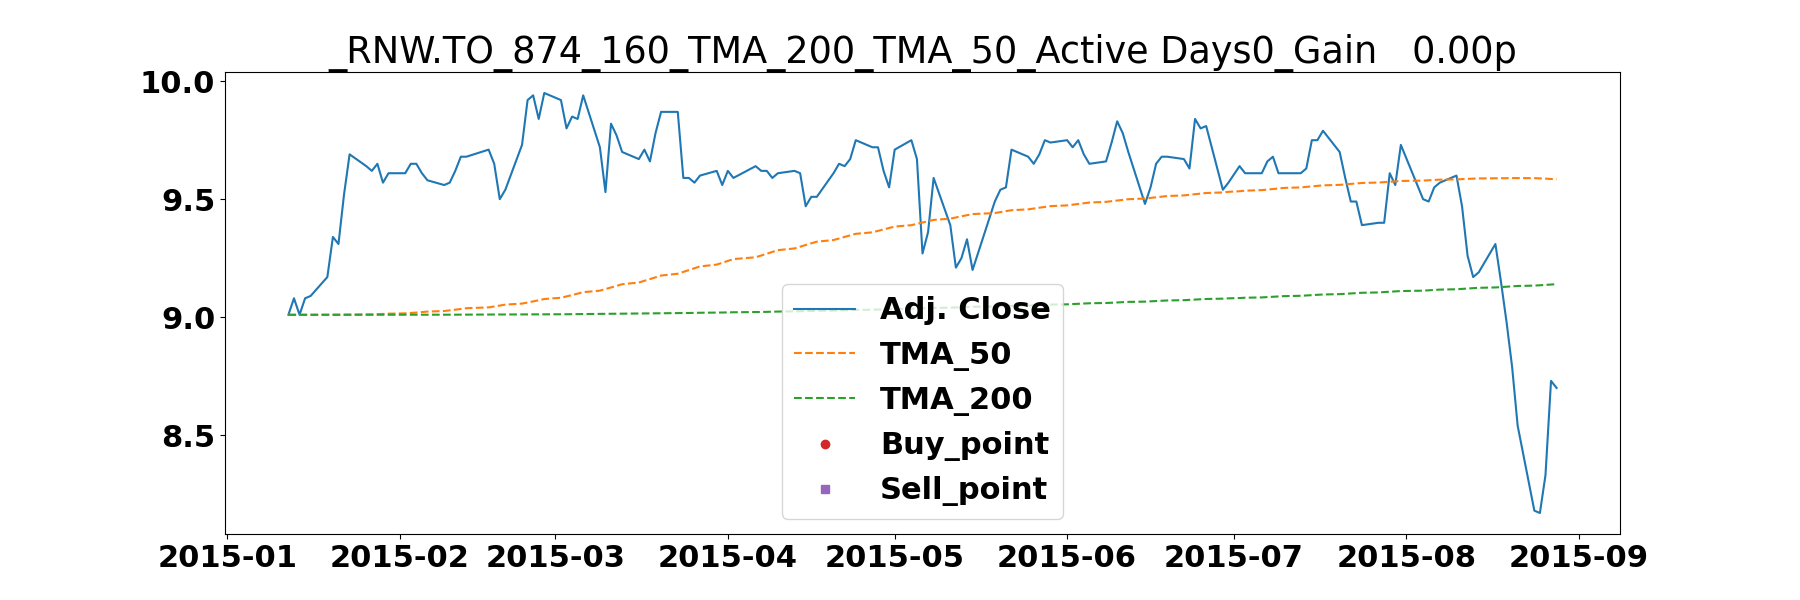 _RNW.TO_874_160_TMA_200_TMA_50_Active Days0_Gain   0.00p
10.0
9.5
9.0
8.5
Adj. Close
TMA_50
TMA_200
Buy_point
Sell_point
2015-01 2015-02 2015-03 2015-04 2015-05 2015-06 2015-07 2015-08 2015-09